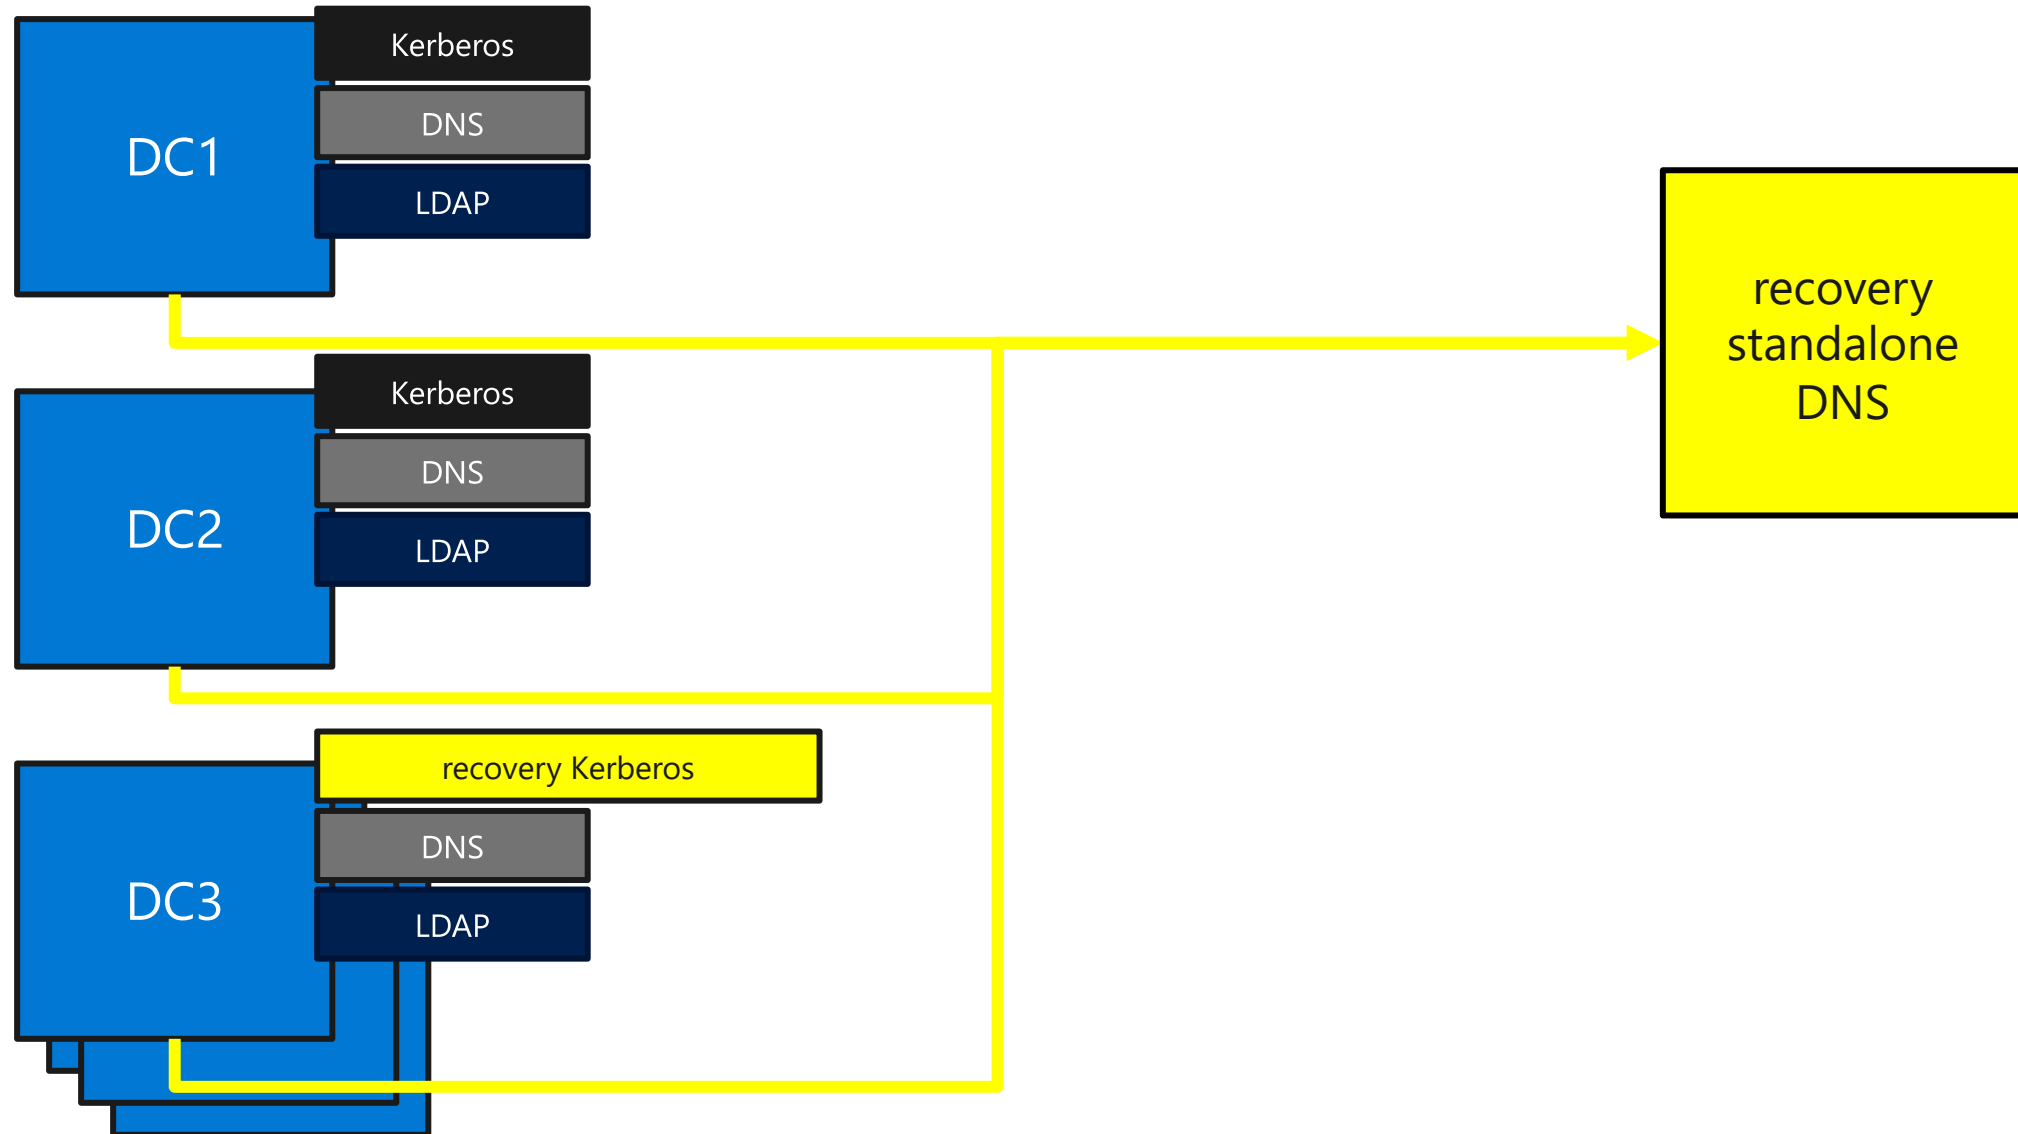 DC1
Kerberos
DNS
LDAP
recovery
standalone
DNS
DC2
Kerberos
DNS
LDAP
DC3
recovery Kerberos
DNS
LDAP